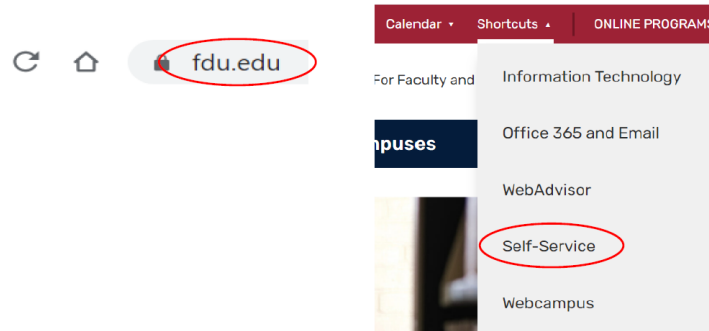 fdu.edu
Calendar Shortcuts ONLINE PROGRAMS
For Faculty and
Information Technology
Office 365 and Email
puses
WebAdvisor
Self-Service
Webcampus